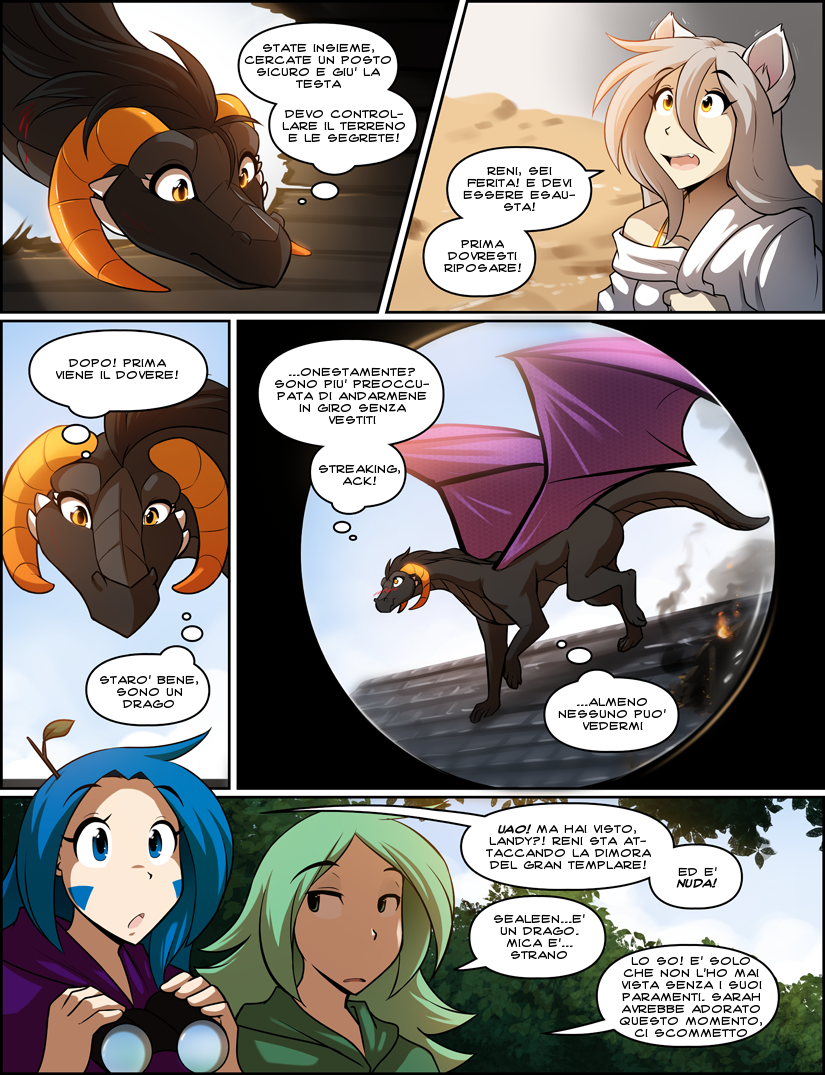 STATE INSIEME,
CERCATE UN POSTO
SICURO E GIU' LA
TESTA
DEVO CONTROL-
LARE IL TERRENO
E LE SEGRETE!
RENI, SEI
FERITA! E DEVI
ESSERE ESAU-
STA!
PRIMA
DOVRESTI
RIPOSARE!
DOPO! PRIMA
VIENE IL DOVERE!
STARO' BENE,
SONO UN
DRAGO
...ONESTAMENTE?
SONO PIU' PREOCCU-
PATA DI ANDARMENE
IN GIRO SENZA
VESTITI
STREAKING,
ACK!
...ALMENO
NESSUNO PUO'
VEDERMI
UAO! MA HAI VISTO,
LANDY?! RENI STA AT-
TACCANDO LA DIMORA
DEL GRAN TEMPLARE!
ED E'
NUDA!
SEALEEN...E'
UN DRAGO.
MICA E'...
STRANO
LO SO! E' SOLO
CHE NON L'HO MAI
VISTA SENZA I SUOI
PARAMENTI. SARAH
AVREBBE ADORATO
QUESTO MOMENTO,
CI SCOMMETTO